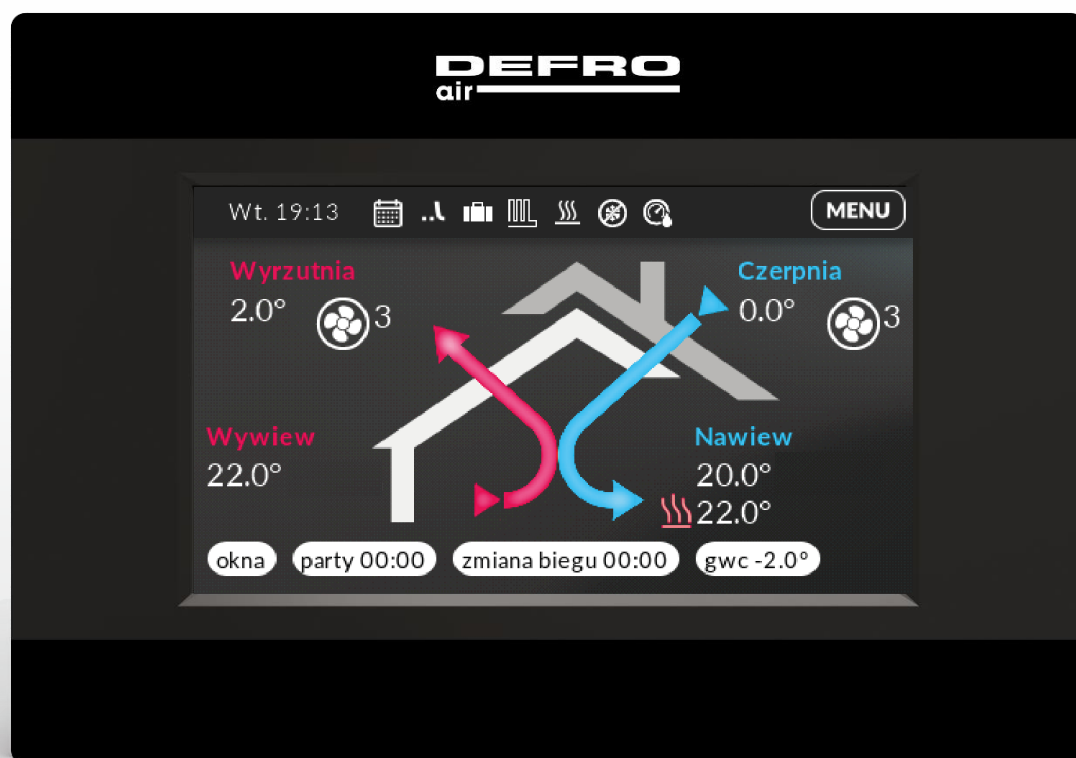 DEFRO
air
Wt. 19:13
MENU
Wyrzutnia
2.0°
3
Czerpnia
0.0°
3
Wywiew
22.0°
Nawiew
20.0°
22.0°
okna
party 00:00
zmiana biegu 00:00
gwc -2.0°